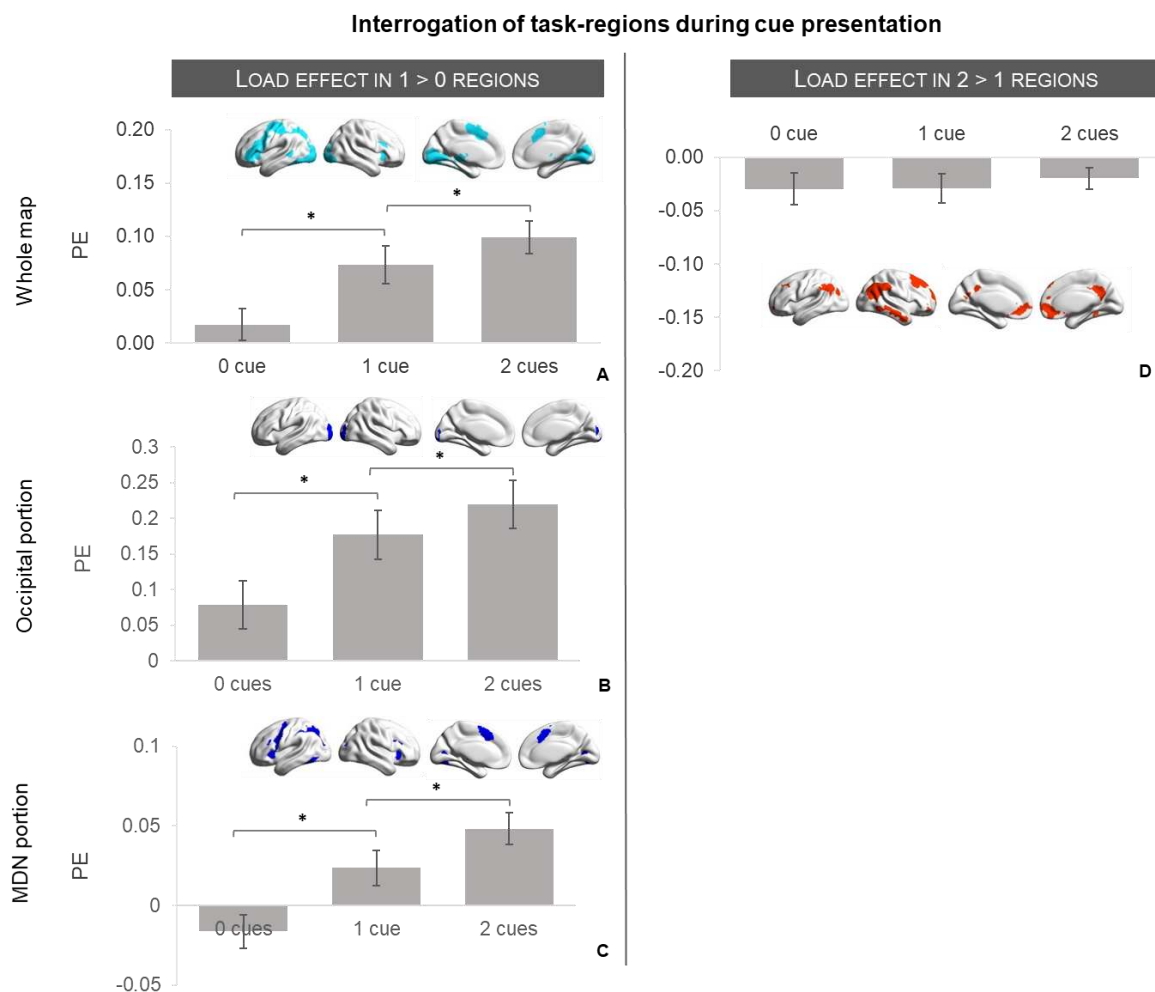 Interrogation of task-regions during cue presentation
LOAD EFFECT IN 1 > 0 REGIONS
Whole map
PE
0.20
0.15
0.10
0.05
0.00
*
*
0 cue
1 cue
2 cues
A
Occipital portion
PE
0.3
0.25
0.2
0.15
0.1
0.05
0
*
*
0 cues
1 cue
2 cues
B
MDN portion
PE
0.1
0.05
0
-0.05
*
*
0 cues
1 cue
2 cues
C
LOAD EFFECT IN 2 > 1 REGIONS
0 cue
1 cue
2 cues
0.00
-0.05
-0.10
-0.15
-0.20
D